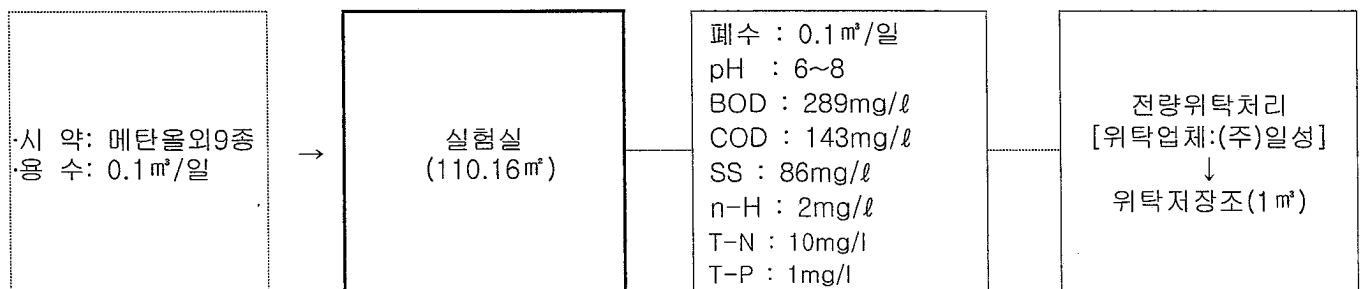 ·시 약: 메탄올외9종
·용 수: 0.1㎥/일
→
실험실
(110.16㎡)
폐수 : 0.1㎥/일
pH : 6~8
BOD : 289mg/ℓ
COD : 143mg/ℓ
SS : 86mg/ℓ
n-H : 2mg/ℓ
T-N : 10mg/l
T-P : 1mg/l
전량위탁처리
[위탁업체:(주)일성]
↓
위탁저장조(1㎥)